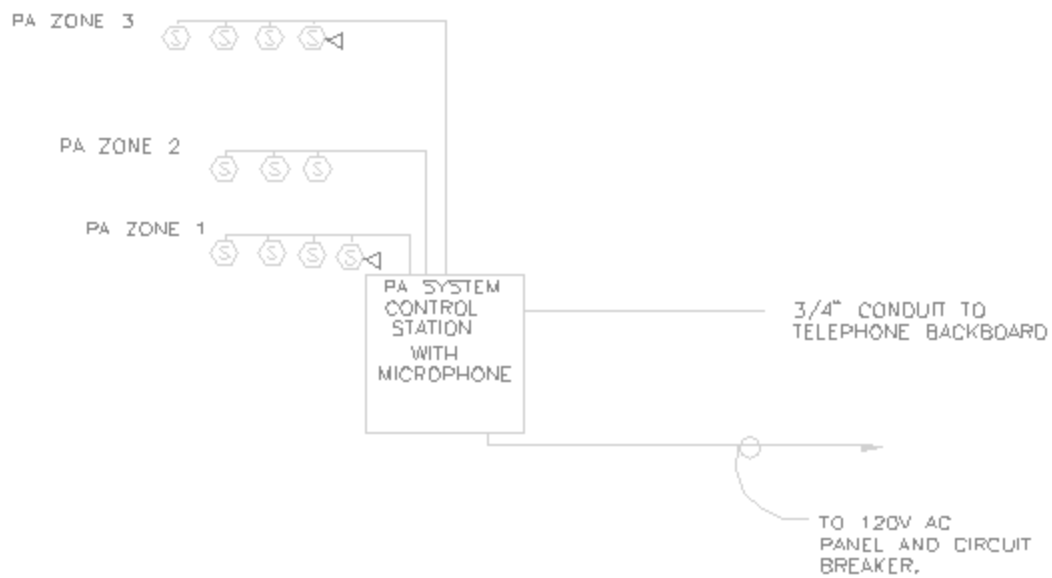 PA ZONE 3
S S S S
PA ZONE 2
S S S
PA ZONE 1
S S S S
PA SYSTEM
CONTROL
STATION
WITH
MICROPHONE
3/4" CONDUIT TO
TELEPHONE BACKBOARD
TO 120V AC
PANEL AND CIRCUIT
BREAKER.